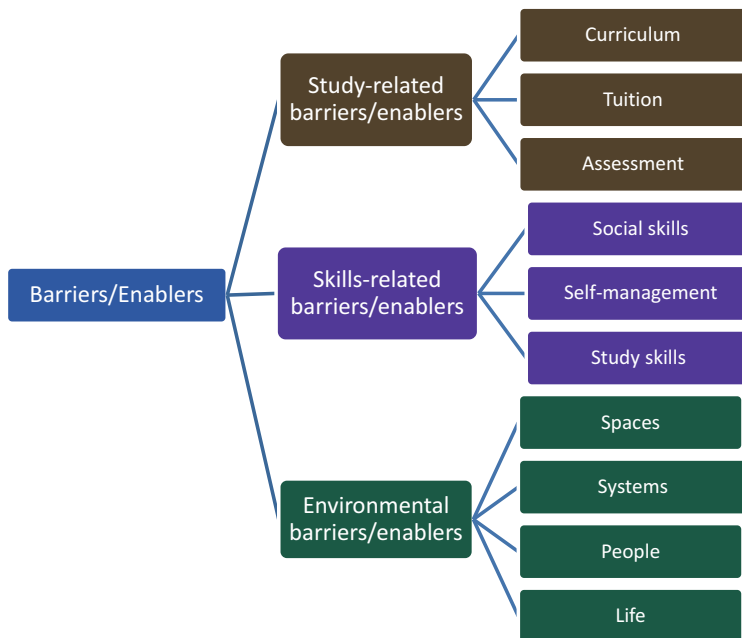 Barriers/Enablers
Study-related
barriers/enablers
Curriculum
Tuition
Assessment
Skills-related
barriers/enablers
Social skills
Self-management
Study skills
Environmental
barriers/enablers
Spaces
Systems
People
Life